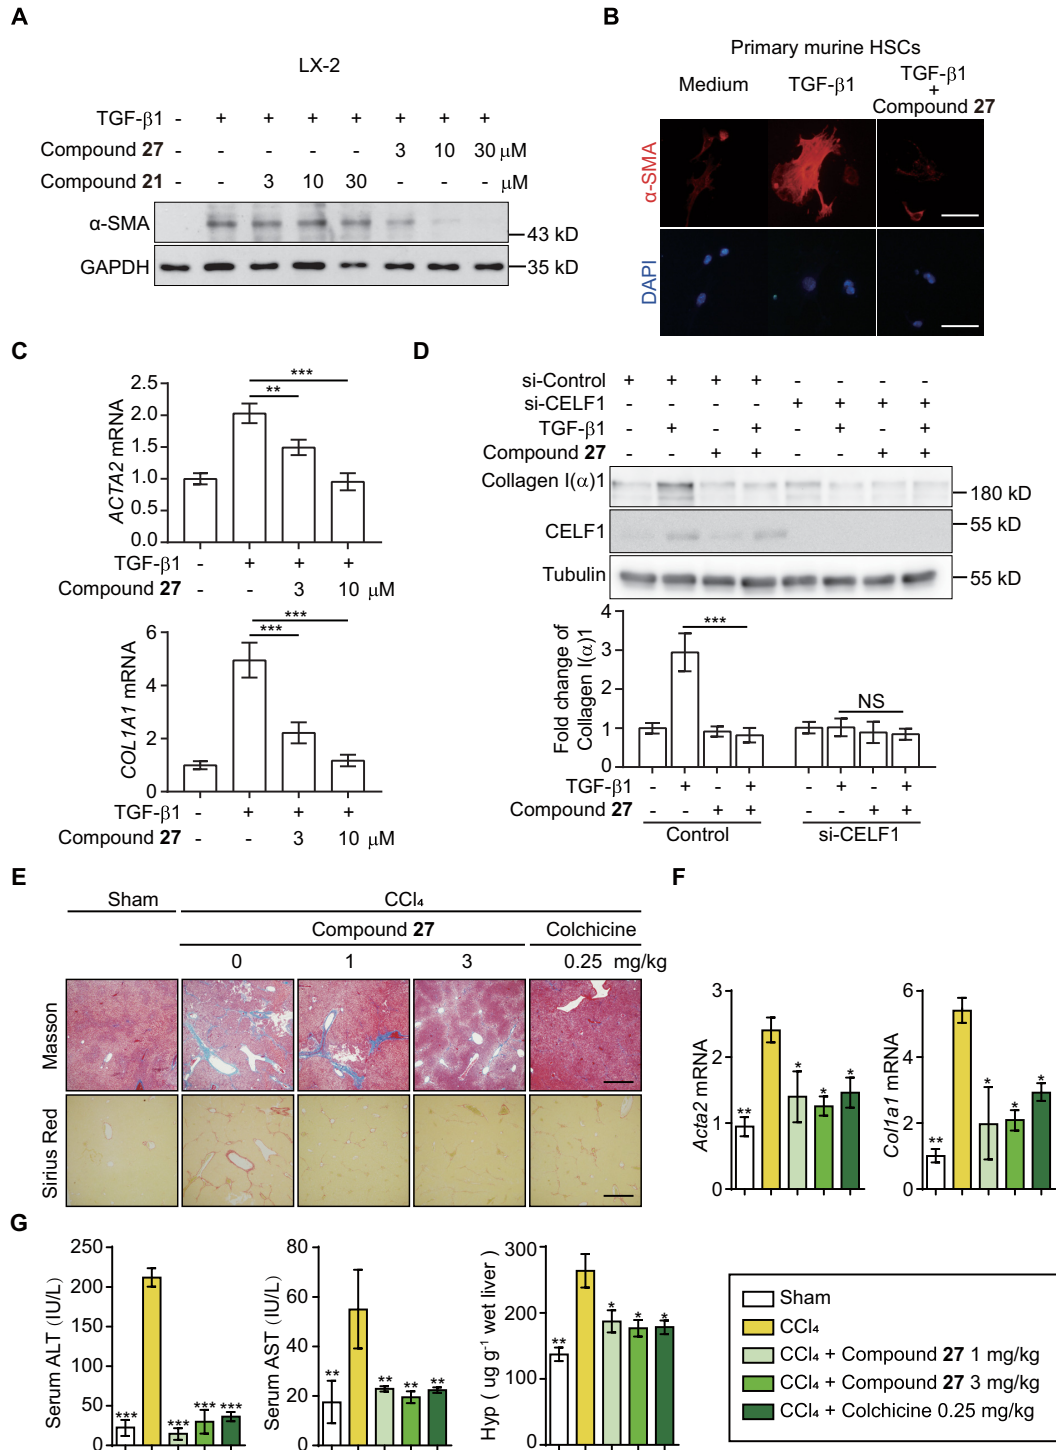 A
LX-2
TGF-β1 - + + + + + + +
Compound 27 - - - - - 3 10 30 μM
Compound 21 - - 3 10 30 - - - μM
α-SMA
43 kD
GAPDH
35 kD
B
Primary murine HSCs
Medium TGF-β1 TGF-β1
+
Compound 27
α-SMA
DAPI
C
ACTA2 mRNA
2.5
2.0
1.5
1.0
0.5
0.0
***
**
TGF-β1 - + + +
Compound 27 - - 3 10 μM
COL1A1 mRNA
6
4
2
0
***
***
TGF-β1 - + + +
Compound 27 - - 3 10 μM
D
si-Control + + + + - - - -
si-CELF1 - - - - + + + +
TGF-β1 - + - + - + - +
Compound 27 - - + + - - + +
Collagen I(α)1
180 kD
CELF1
55 kD
Tubulin
55 kD
Fold change of
Collagen I(α)1
4
3
2
1
0
***
NS
TGF-β1 - + - + - + - +
Compound 27 - - + + - - + +
Control si-CELF1
E
Sham CCl₄
Compound 27 Colchicine
0 1 3 0.25 mg/kg
Masson
Sirius Red
F
Acta2 mRNA
3
2
1
0
** * * *
Col1a1 mRNA
6
4
2
0
** * * *
G
Serum ALT (IU/L)
250
200
150
100
50
0
*** *** *** ***
Serum AST (IU/L)
80
60
40
20
0
** ** ** **
Hyp ( ug g⁻¹ wet liver )
300
200
100
0
** * * *
Sham
CCl₄
CCl₄ + Compound 27 1 mg/kg
CCl₄ + Compound 27 3 mg/kg
CCl₄ + Colchicine 0.25 mg/kg